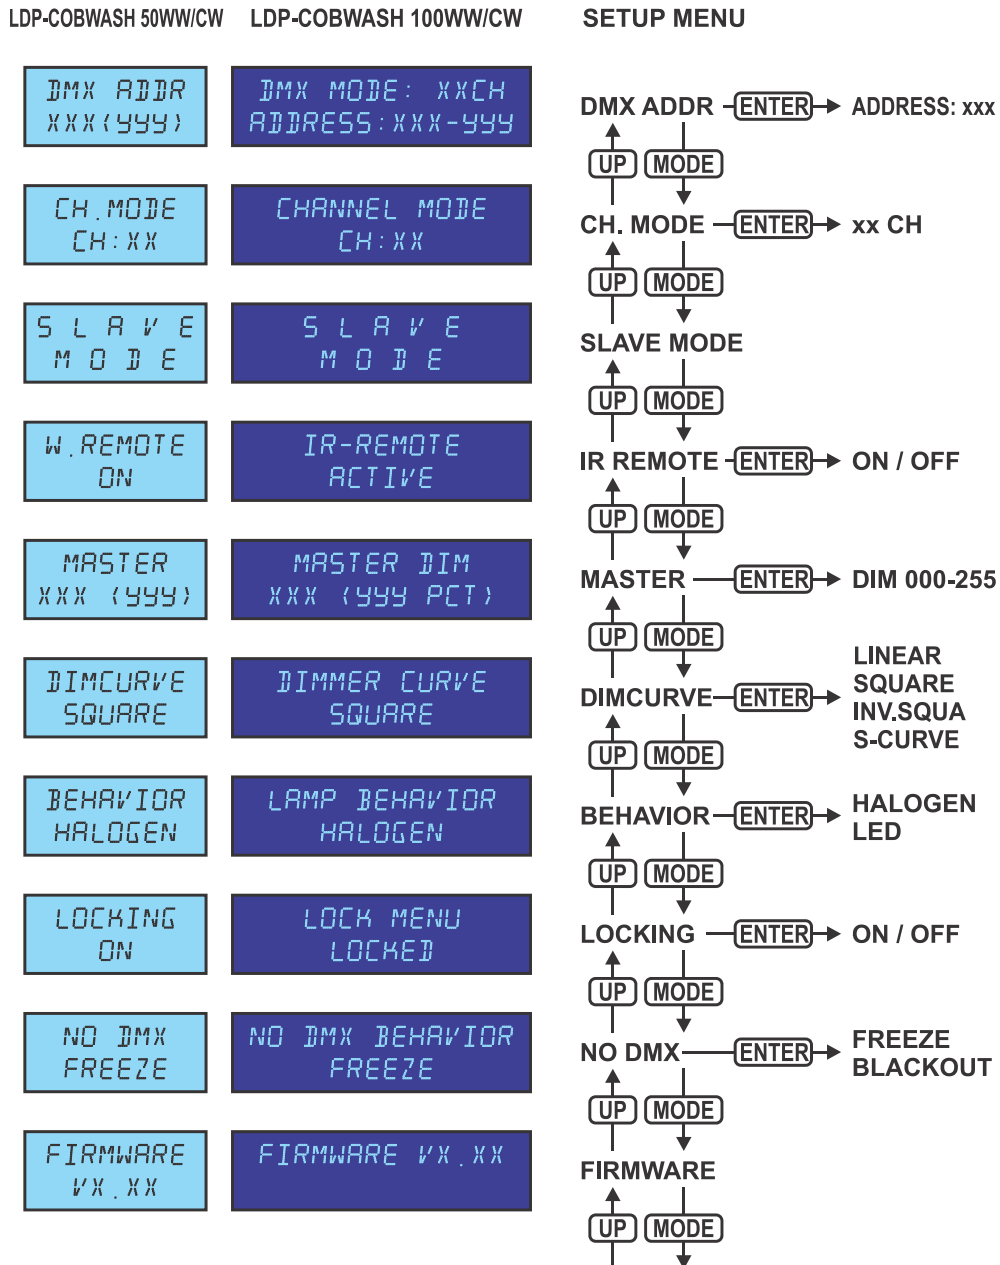 LDP-COBWASH 50WW/CW LDP-COBWASH 100WW/CW SETUP MENU
DMX ADDR
XXX(yyy)
DMX MODE: XXCH
ADDRESS:XXX-yyy
DMX ADDR ENTER ADDRESS: xxx
UP MODE
CH.MODE
CH:XX
CHANNEL MODE
CH:XX
CH. MODE ENTER xx CH
UP MODE
SLAVE
MODE
SLAVE
MODE
SLAVE MODE
UP MODE
W.REMOTE
ON
IR-REMOTE
ACTIVE
IR REMOTE ENTER ON / OFF
UP MODE
MASTER
XXX (yyy)
MASTER DIM
XXX (yyy PCT)
MASTER ENTER DIM 000-255
UP MODE
DIMCURVE
SQUARE
DIMMER CURVE
SQUARE
DIMCURVE ENTER
LINEAR
SQUARE
INV.SQUA
S-CURVE
UP MODE
BEHAVIOR
HALOGEN
LAMP BEHAVIOR
HALOGEN
BEHAVIOR ENTER
HALOGEN
LED
UP MODE
LOCKING
ON
LOCK MENU
LOCKED
LOCKING ENTER ON / OFF
UP MODE
NO DMX
FREEZE
NO DMX BEHAVIOR
FREEZE
NO DMX ENTER
FREEZE
BLACKOUT
UP MODE
FIRMWARE
VX.XX
FIRMWARE VX.XX
FIRMWARE
UP MODE